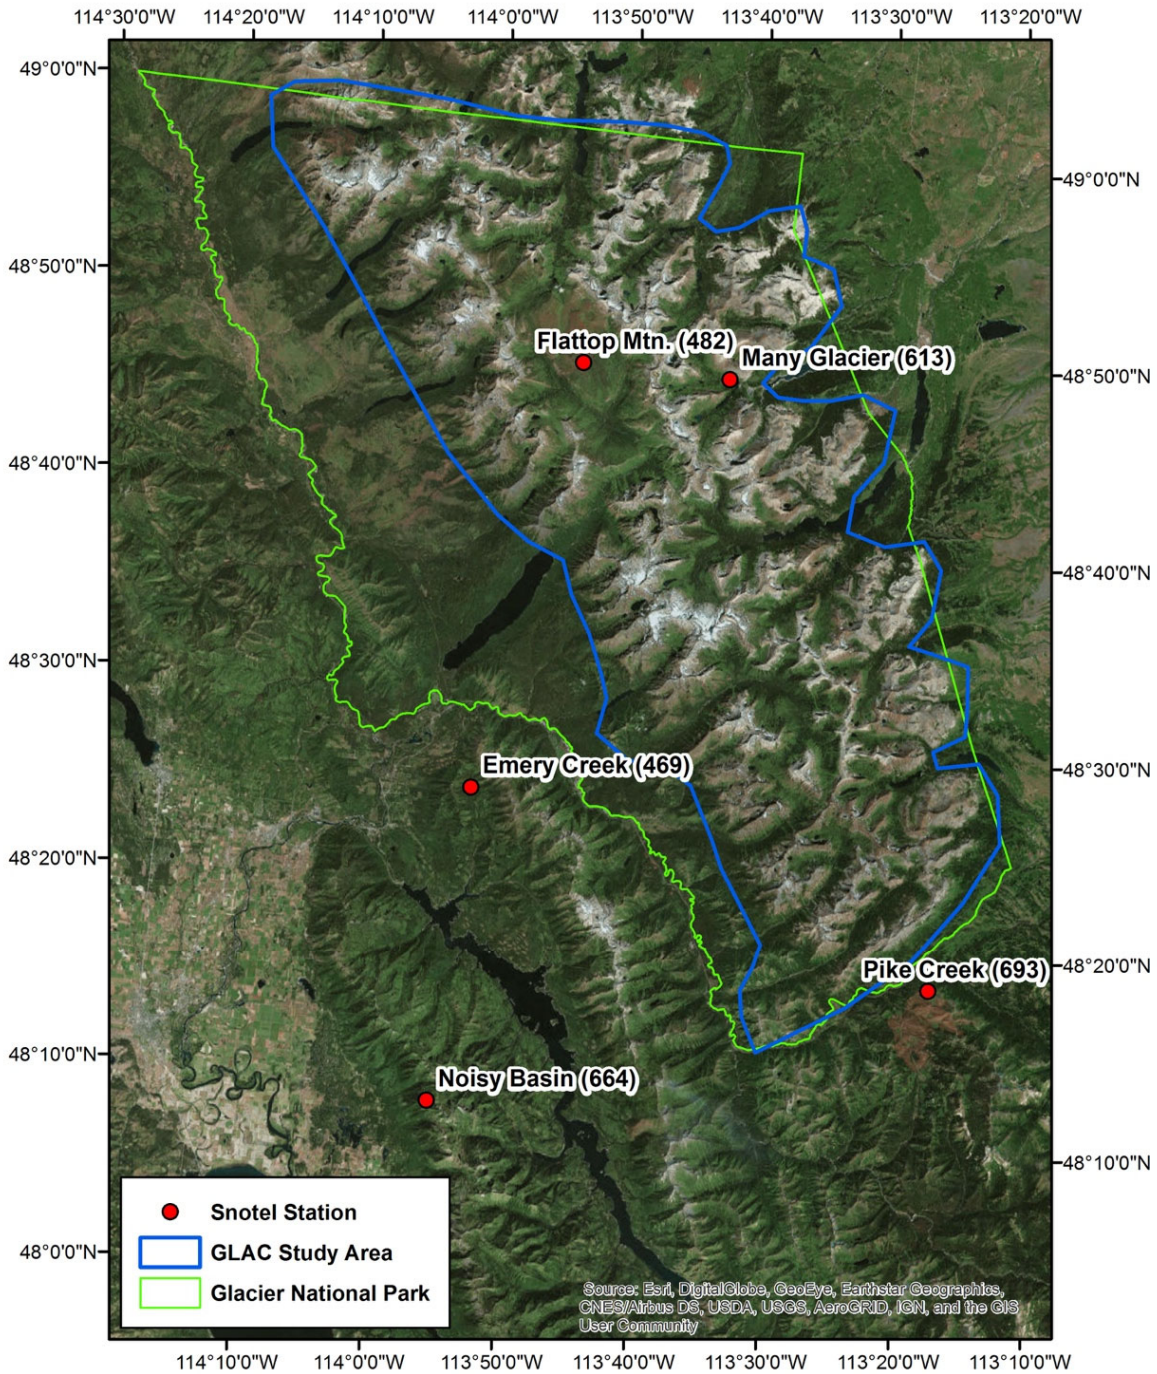 114°30'0"W 114°20'0"W 114°10'0"W 114°0'0"W 113°50'0"W 113°40'0"W 113°30'0"W 113°20'0"W
49°0'0"N
49°0'0"N
48°50'0"N
Flattop Mtn. (482)
Many Glacier (613)
48°50'0"N
48°40'0"N
48°40'0"N
48°30'0"N
Emery Creek (469)
48°30'0"N
48°20'0"N
48°20'0"N
Pike Creek (693)
48°10'0"N
Noisy Basin (664)
48°10'0"N
Snotel Station
48°0'0"N
GLAC Study Area
Glacier National Park
Source: Esri, DigitalGlobe, GeoEye, Earthstar Geographics,
CNES/Airbus DS, USDA, USGS, AeroGRID, IGN, and the GIS
User Community
114°10'0"W 114°0'0"W 113°50'0"W 113°40'0"W 113°30'0"W 113°20'0"W 113°10'0"W